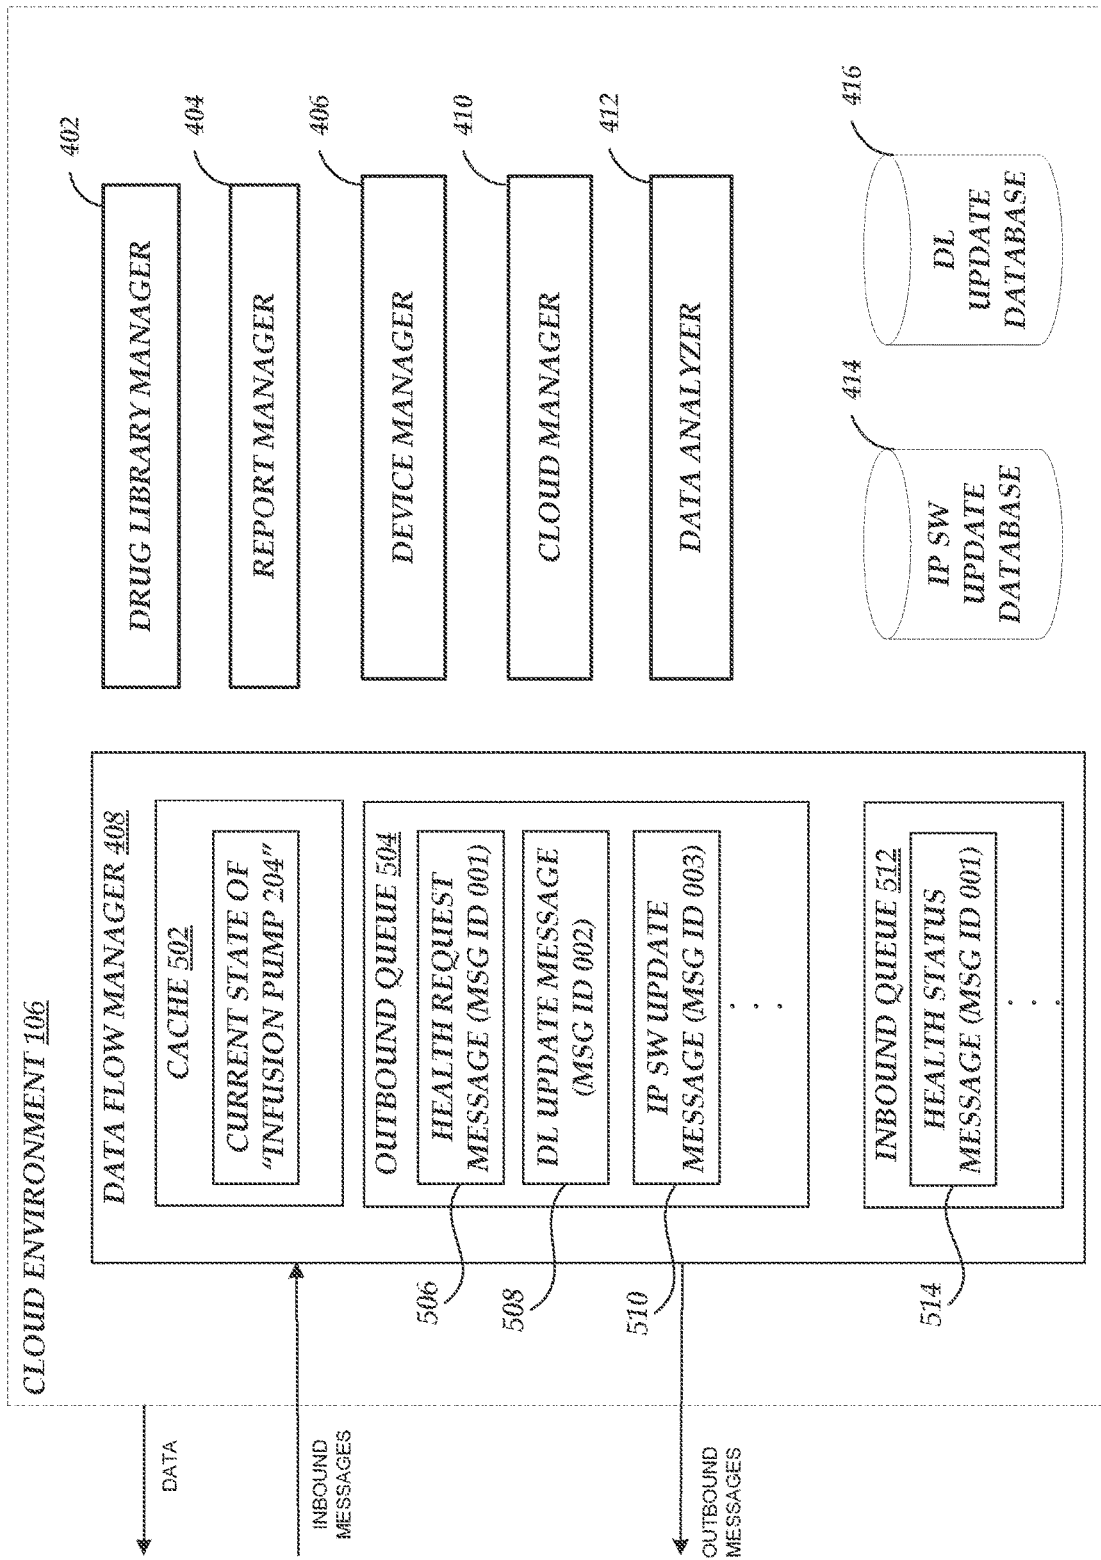 CLOUD ENVIRONMENT 106
DATA FLOW MANAGER 408
CACHE 502
CURRENT STATE OF
“INFUSION PUMP 204”
OUTBOUND QUEUE 504
HEALTH REQUEST
MESSAGE (MSG ID 001)
DL UPDATE MESSAGE
(MSG ID 002)
IP SW UPDATE
MESSAGE (MSG ID 003)
. . .
INBOUND QUEUE 512
HEALTH STATUS
MESSAGE (MSG ID 001)
. . .
506
508
510
514
DATA
INBOUND
MESSAGES
OUTBOUND
MESSAGES
DRUG LIBRARY MANAGER
402
REPORT MANAGER
404
DEVICE MANAGER
406
CLOUD MANAGER
410
DATA ANALYZER
412
IP SW
UPDATE
DATABASE
414
DL
UPDATE
DATABASE
416